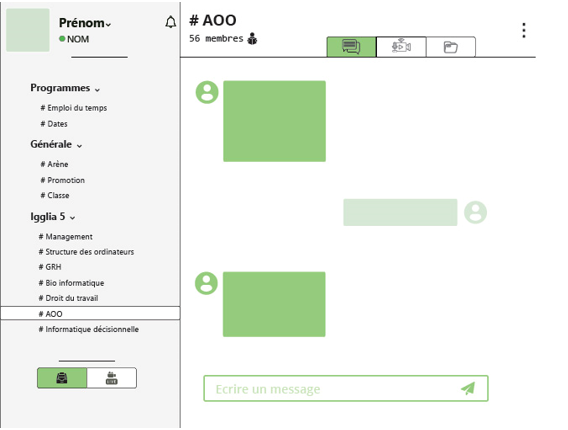 Prénom
NOM
Programmes
# Emploi du temps
# Dates
Générale
# Arène
# Promotion
# Classe
Igglia 5
# Management
# Structure des ordinateurs
# GRH
# Bio informatique
# Droit du travail
# AOO
# Informatique décisionnelle
# AOO
56 membres
Ecrire un message